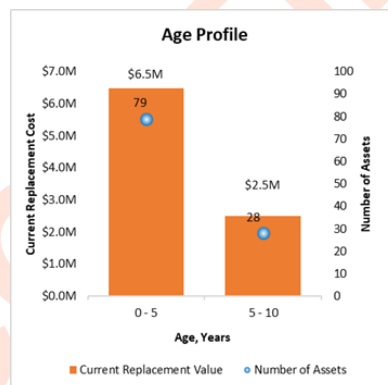 Age Profile
$7.0M
$6.0M
$5.0M
$4.0M
$3.0M
$2.0M
$1.0M
$0.0M
Current Replacement Cost
$6.5M
79
$2.5M
28
100
90
80
70
60
50
40
30
20
10
0
Number of Assets
0 - 5
5 - 10
Age, Years
Current Replacement Value
Number of Assets